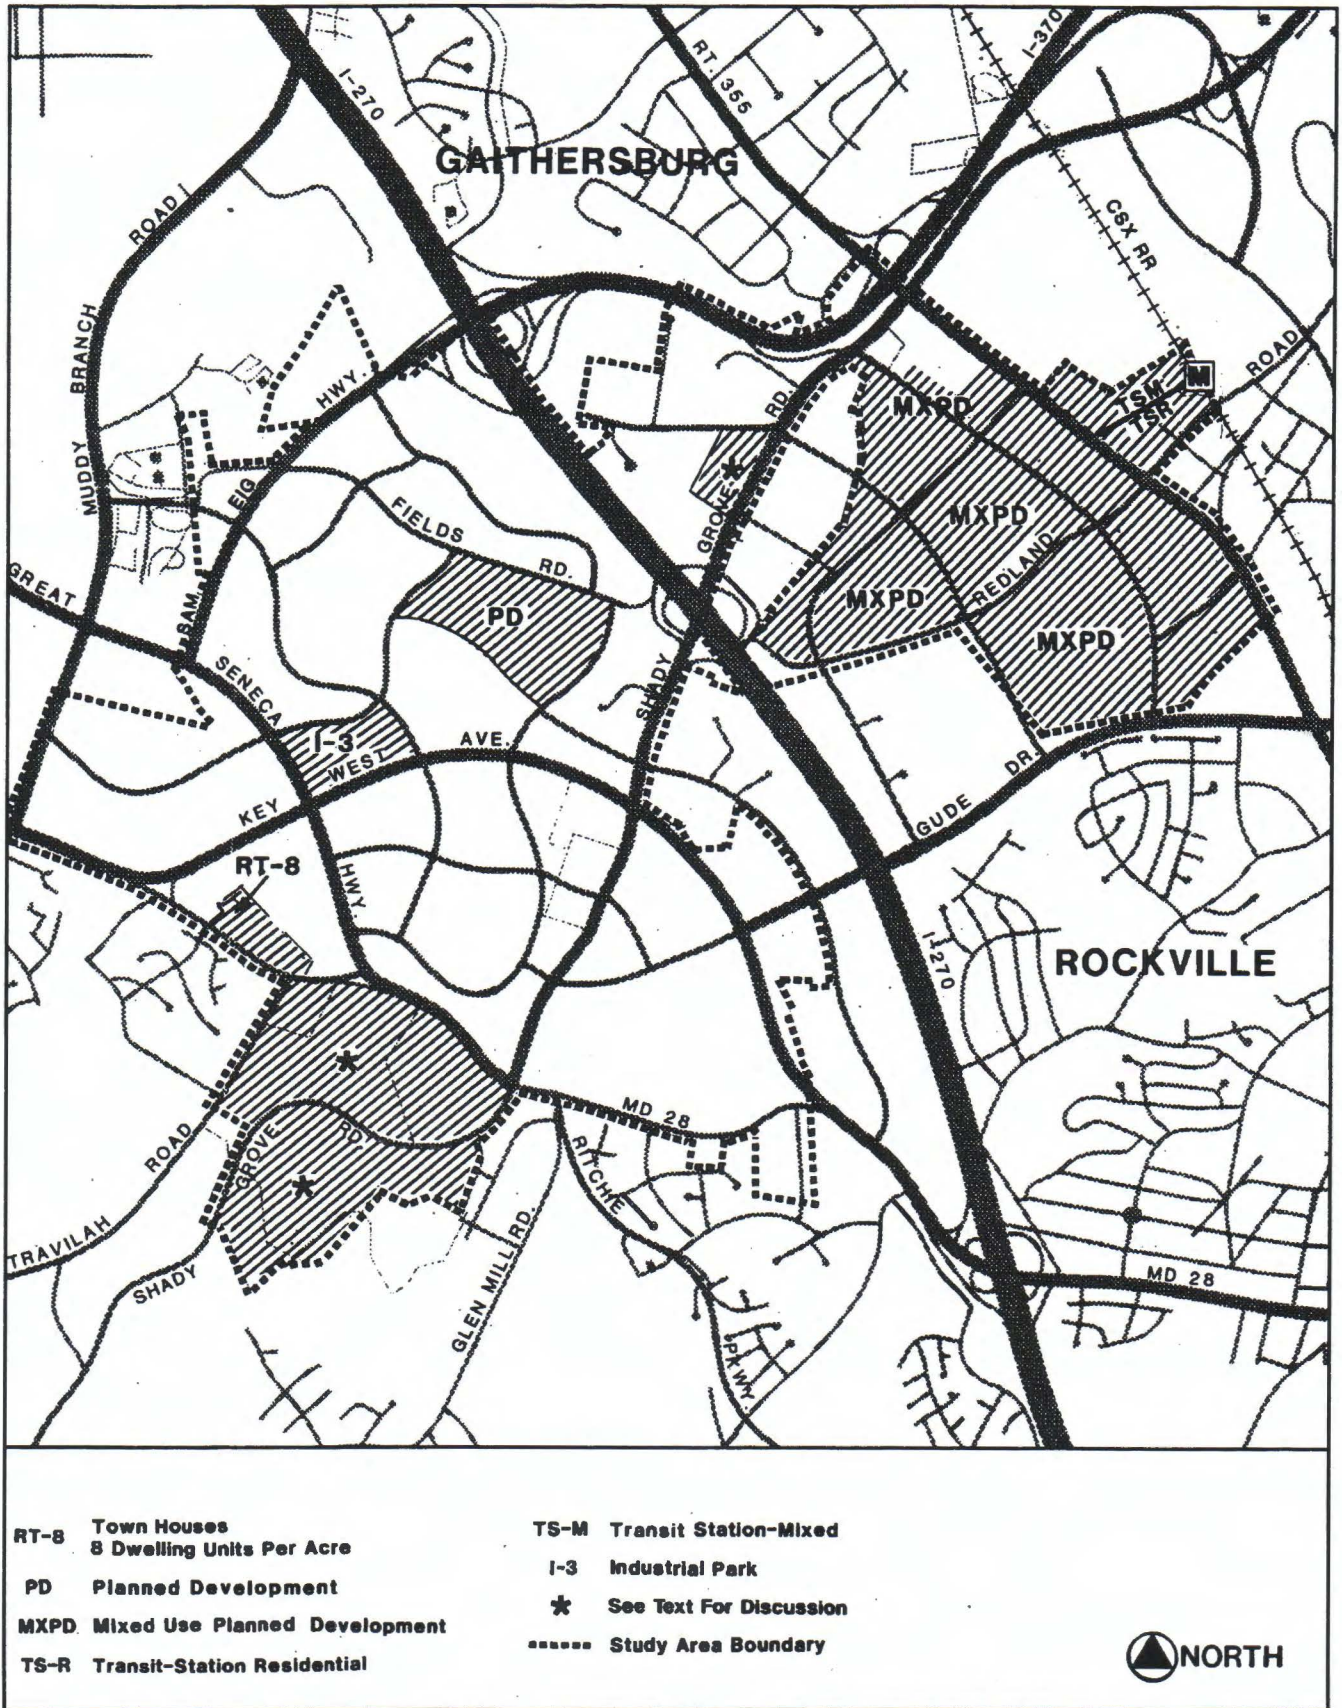 I-270
RT. 355
I-370
GAITHERSBURG
CSX RR
ROAD
MUDDY BRANCH
ROAD
HWY.
M
TSM
TSR
MXPD
RD.
BIG
FIELDS
RD.
GROVE
*
MXPD
REDLAND
GREAT
SAM
PD
MXPD
MXPD
SENECA
SHADY
I-3
WEST
AVE.
KEY
DR.
GUDE
RT-8
HWY.
I-270
ROCKVILLE
*
MD 28
ROAD
GROVE
RD.
RITCHIE
*
TRAVILAH
SHADY
GLEN MILL RD.
MD 28
PKWY.
RT-8 Town Houses
8 Dwelling Units Per Acre
PD Planned Development
MXPD Mixed Use Planned Development
TS-R Transit-Station Residential
TS-M Transit Station-Mixed
I-3 Industrial Park
* See Text For Discussion
Study Area Boundary
NORTH